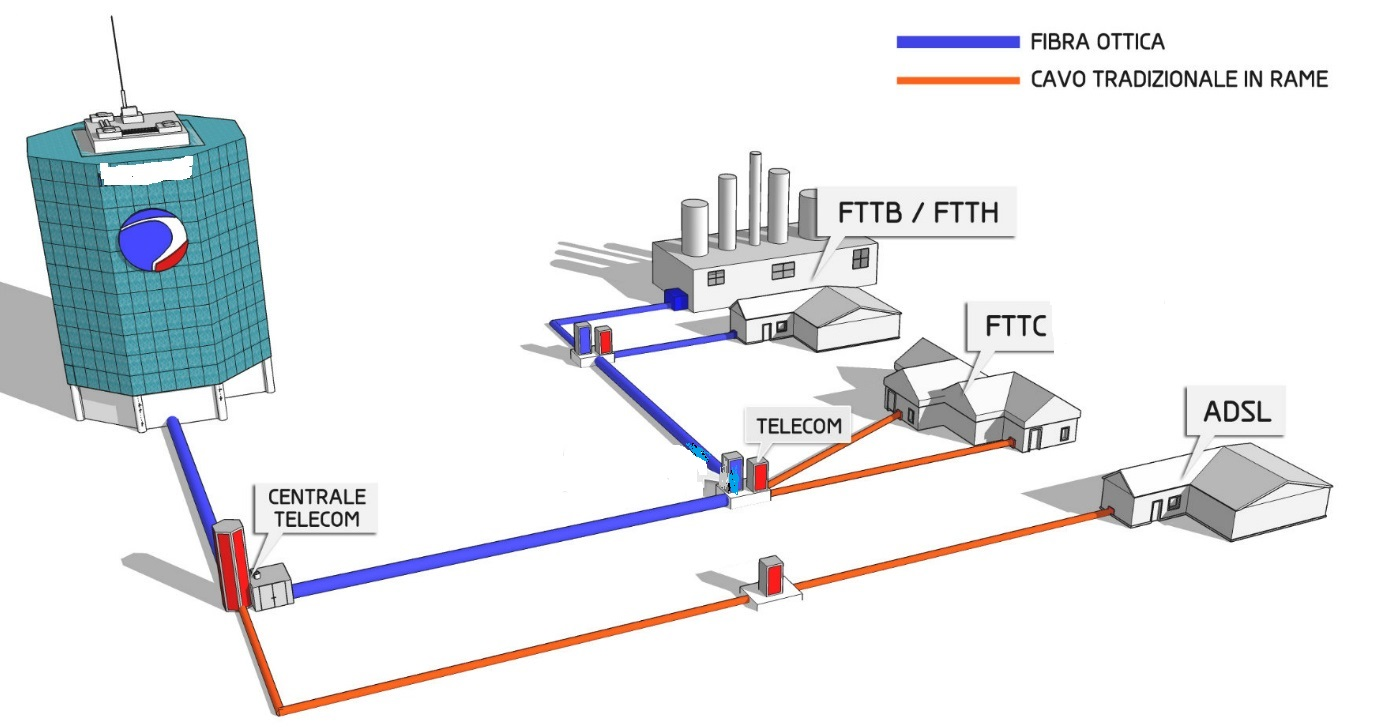 FIBRA OTTICA
CAVO TRADIZIONALE IN RAME
FTTB / FTTH
FTTC
ADSL
TELECOM
CENTRALE
TELECOM